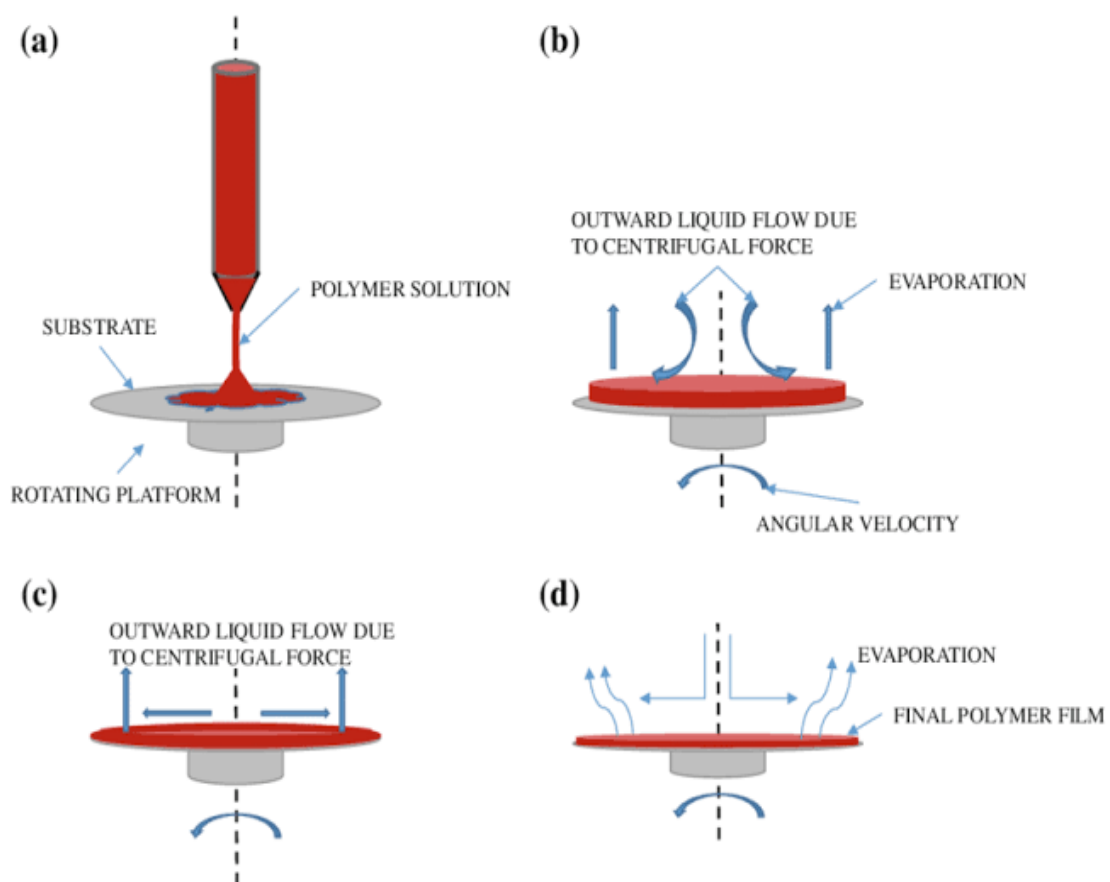 (a)
POLYMER SOLUTION
SUBSTRATE
ROTATING PLATFORM
(b)
OUTWARD LIQUID FLOW DUE
TO CENTRIFUGAL FORCE
EVAPORATION
ANGULAR VELOCITY
(c)
OUTWARD LIQUID FLOW DUE
TO CENTRIFUGAL FORCE
(d)
EVAPORATION
FINAL POLYMER FILM